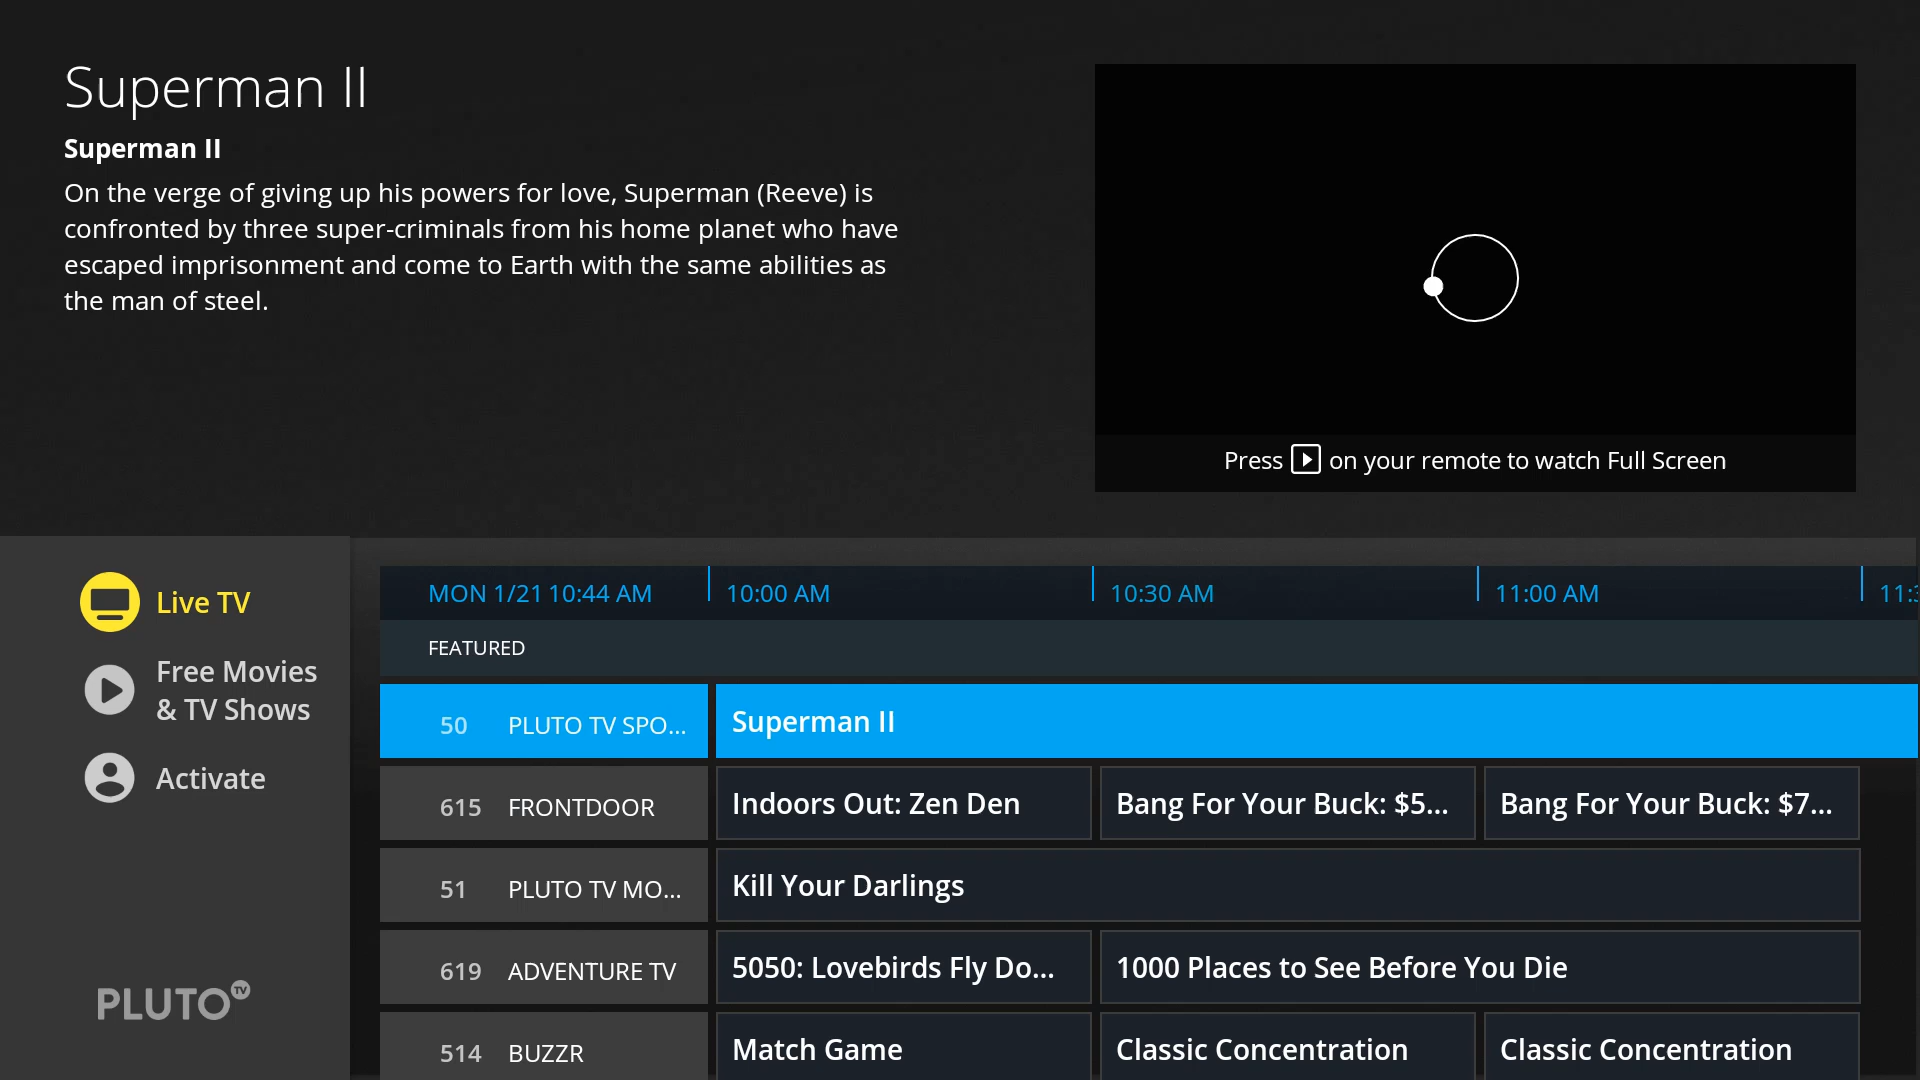 Superman II
Superman II
On the verge of giving up his powers for love, Superman (Reeve) is
confronted by three super-criminals from his home planet who have
escaped imprisonment and come to Earth with the same abilities as
the man of steel.
Press on your remote to watch Full Screen
Live TV
Free Movies
& TV Shows
Activate
PLUTO TV
MON 1/21 10:44 AM 10:00 AM 10:30 AM 11:00 AM 11:3
FEATURED
50 PLUTO TV SPO... Superman II
615 FRONTDOOR Indoors Out: Zen Den Bang For Your Buck: $5... Bang For Your Buck: $7...
51 PLUTO TV MO... Kill Your Darlings
619 ADVENTURE TV 5050: Lovebirds Fly Do... 1000 Places to See Before You Die
514 BUZZR Match Game Classic Concentration Classic Concentration